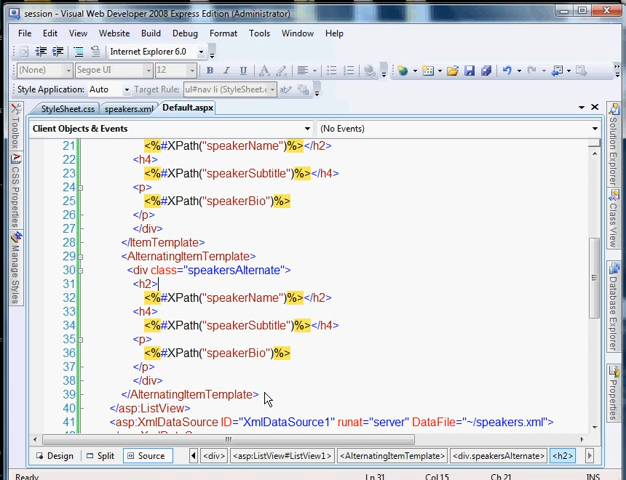 session - Visual Web Developer 2008 Express Edition (Administrator)
File Edit View Website Build Debug Format Tools Window Help
Internet Explorer 6.0
(None) Segoe UI 12 B I U A
Style Application: Auto Target Rule: ul#nav li (StyleSheet.c
StyleSheet.css speakers.xml Default.aspx
Client Objects & Events (No Events)
21 <%#XPath("speakerName")%></h2>
22 <h4>
23 <%#XPath("speakerSubtitle")%></h4>
24 <p>
25 <%#XPath("speakerBio")%>
26 </p>
27 </div>
28 </ItemTemplate>
29 <AlternatingItemTemplate>
30 <div class="speakersAlternate">
31 <h2>
32 <%#XPath("speakerName")%></h2>
33 <h4>
34 <%#XPath("speakerSubtitle")%></h4>
35 <p>
36 <%#XPath("speakerBio")%>
37 </p>
38 </div>
39 </AlternatingItemTemplate>
40 </asp:ListView>
41 <asp:XmlDataSource ID="XmlDataSource1" runat="server" DataFile="~/speakers.xml">
Toolbox
CSS Properties
Manage Styles
Solution Explorer
Class View
Database Explorer
Properties
Design Split Source <div> <asp:ListView#ListView1> <AlternatingItemTemplate> <div.speakersAlternate> <h2>
Ready Ln 31 Col 15 Ch 21 INS